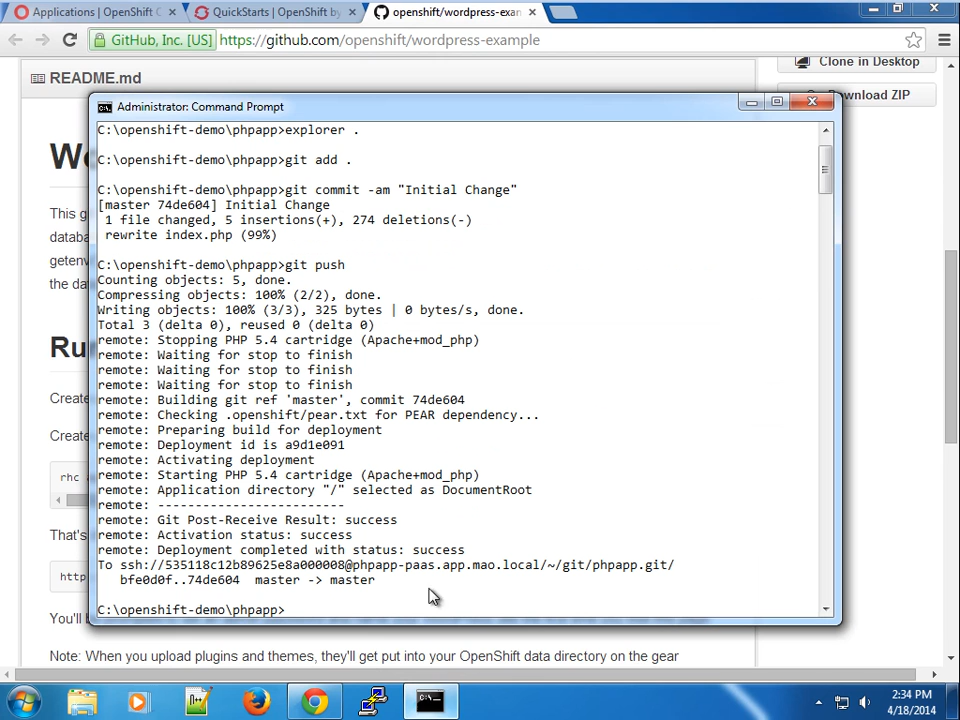 Applications | OpenShift C
QuickStarts | OpenShift by
openshift/wordpress-exan
GitHub, Inc. [US]
https://github.com/openshift/wordpress-example
README.md
Clone in Desktop
Download ZIP
Administrator: Command Prompt
C:\openshift-demo\phpapp>explorer .
C:\openshift-demo\phpapp>git add .
C:\openshift-demo\phpapp>git commit -am "Initial Change"
[master 74de604] Initial Change
1 file changed, 5 insertions(+), 274 deletions(-)
rewrite index.php (99%)
C:\openshift-demo\phpapp>git push
Counting objects: 5, done.
Compressing objects: 100% (2/2), done.
Writing objects: 100% (3/3), 325 bytes | 0 bytes/s, done.
Total 3 (delta 0), reused 0 (delta 0)
remote: Stopping PHP 5.4 cartridge (Apache+mod_php)
remote: Waiting for stop to finish
remote: Waiting for stop to finish
remote: Waiting for stop to finish
remote: Building git ref 'master', commit 74de604
remote: Checking .openshift/pear.txt for PEAR dependency...
remote: Preparing build for deployment
remote: Deployment id is a9d1e091
remote: Activating deployment
remote: Starting PHP 5.4 cartridge (Apache+mod_php)
remote: Application directory "/" selected as DocumentRoot
remote: -------------------------
remote: Git Post-Receive Result: success
remote: Activation status: success
remote: Deployment completed with status: success
To ssh://535118c12b89625e8a000008@phpapp-paas.app.mao.local/~/git/phpapp.git/
bfe0d0f..74de604 master -> master
C:\openshift-demo\phpapp>
This g
datab
geten
the da
Ru
Create
Create
rhc
That's
http
You'll
Note: When you upload plugins and themes, they'll get put into your OpenShift data directory on the gear
2:34 PM
4/18/2014